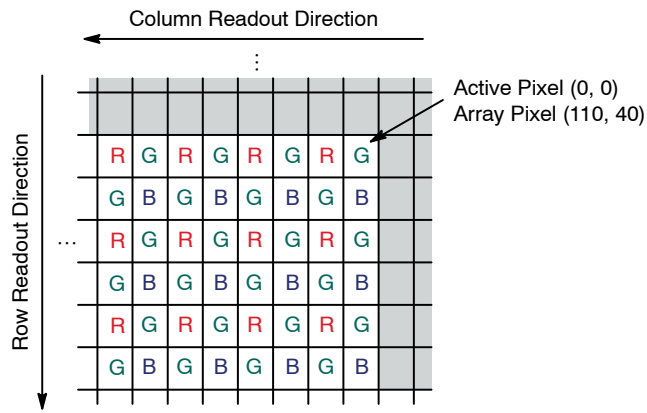 Column Readout Direction
...
Active Pixel (0, 0)
Array Pixel (110, 40)
Row Readout Direction
R G R G R G R G
G B G B G B G B
...
R G R G R G R G
G B G B G B G B
R G R G R G R G
G B G B G B G B